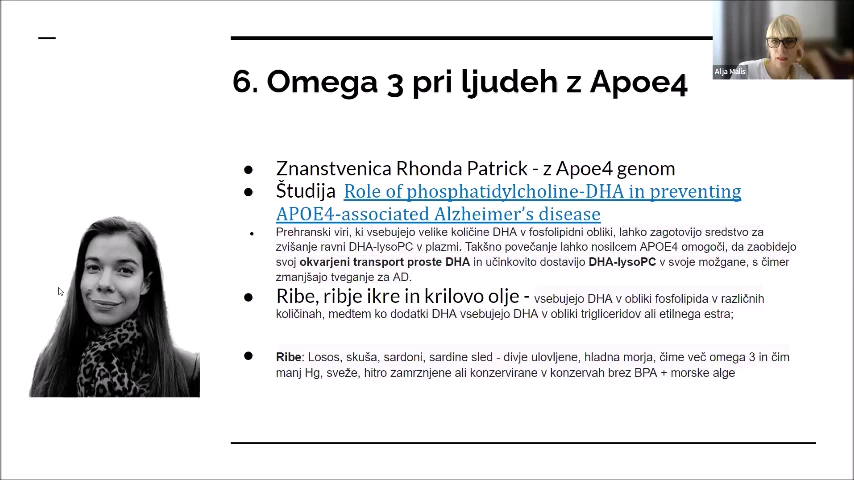 Alja Malis
6. Omega 3 pri ljudeh z Apoe4
● Znanstvenica Rhonda Patrick - z Apoe4 genom
● Študija Role of phosphatidylcholine-DHA in preventing
APOE4-associated Alzheimer’s disease
• Prehranski viri, ki vsebujejo velike količine DHA v fosfolipidni obliki, lahko zagotovijo sredstvo za
zvišanje ravni DHA-lysoPC v plazmi. Takšno povečanje lahko nosilcem APOE4 omogoči, da zaobidejo
svoj okvarjeni transport proste DHA in učinkovito dostavijo DHA-lysoPC v svoje možgane, s čimer
zmanjšajo tveganje za AD.
● Ribe, ribje ikre in krilovo olje - vsebujejo DHA v obliki fosfolipida v različnih
količinah, medtem ko dodatki DHA vsebujejo DHA v obliki trigliceridov ali etilnega estra;
● Ribe: Losos, skuša, sardoni, sardine sled - divje ulovljene, hladna morja, čime več omega 3 in čim
manj Hg, sveže, hitro zamrznjene ali konzervirane v konzervah brez BPA + morske alge